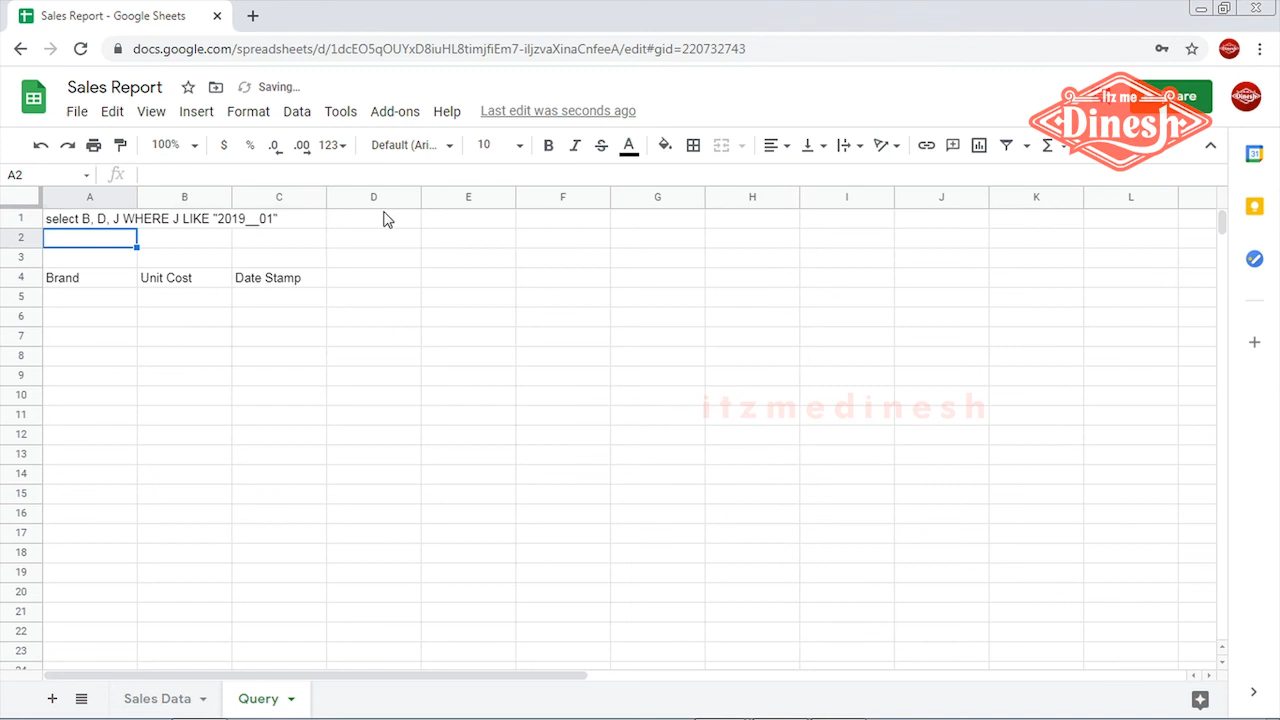 Sales Report - Google Sheets
docs.google.com/spreadsheets/d/1dcEO5qOUYxD8iuHL8timjfiEm7-iljzvaXinaCnfeeA/edit#gid=220732743
Sales Report
Saving...
File Edit View Insert Format Data Tools Add-ons Help Last edit was seconds ago
Itz me
Dinesh
are
100% $ % .0 .00 123 Default (Ari... 10 B I S A Σ
A2 fx
A B C D E F G H I J K L
1 select B, D, J WHERE J LIKE "2019__01"
2
3
4 Brand Unit Cost Date Stamp
5
6
7
8
9
10
itzmedinesh
11
12
13
14
15
16
17
18
19
20
21
22
23
Sales Data Query